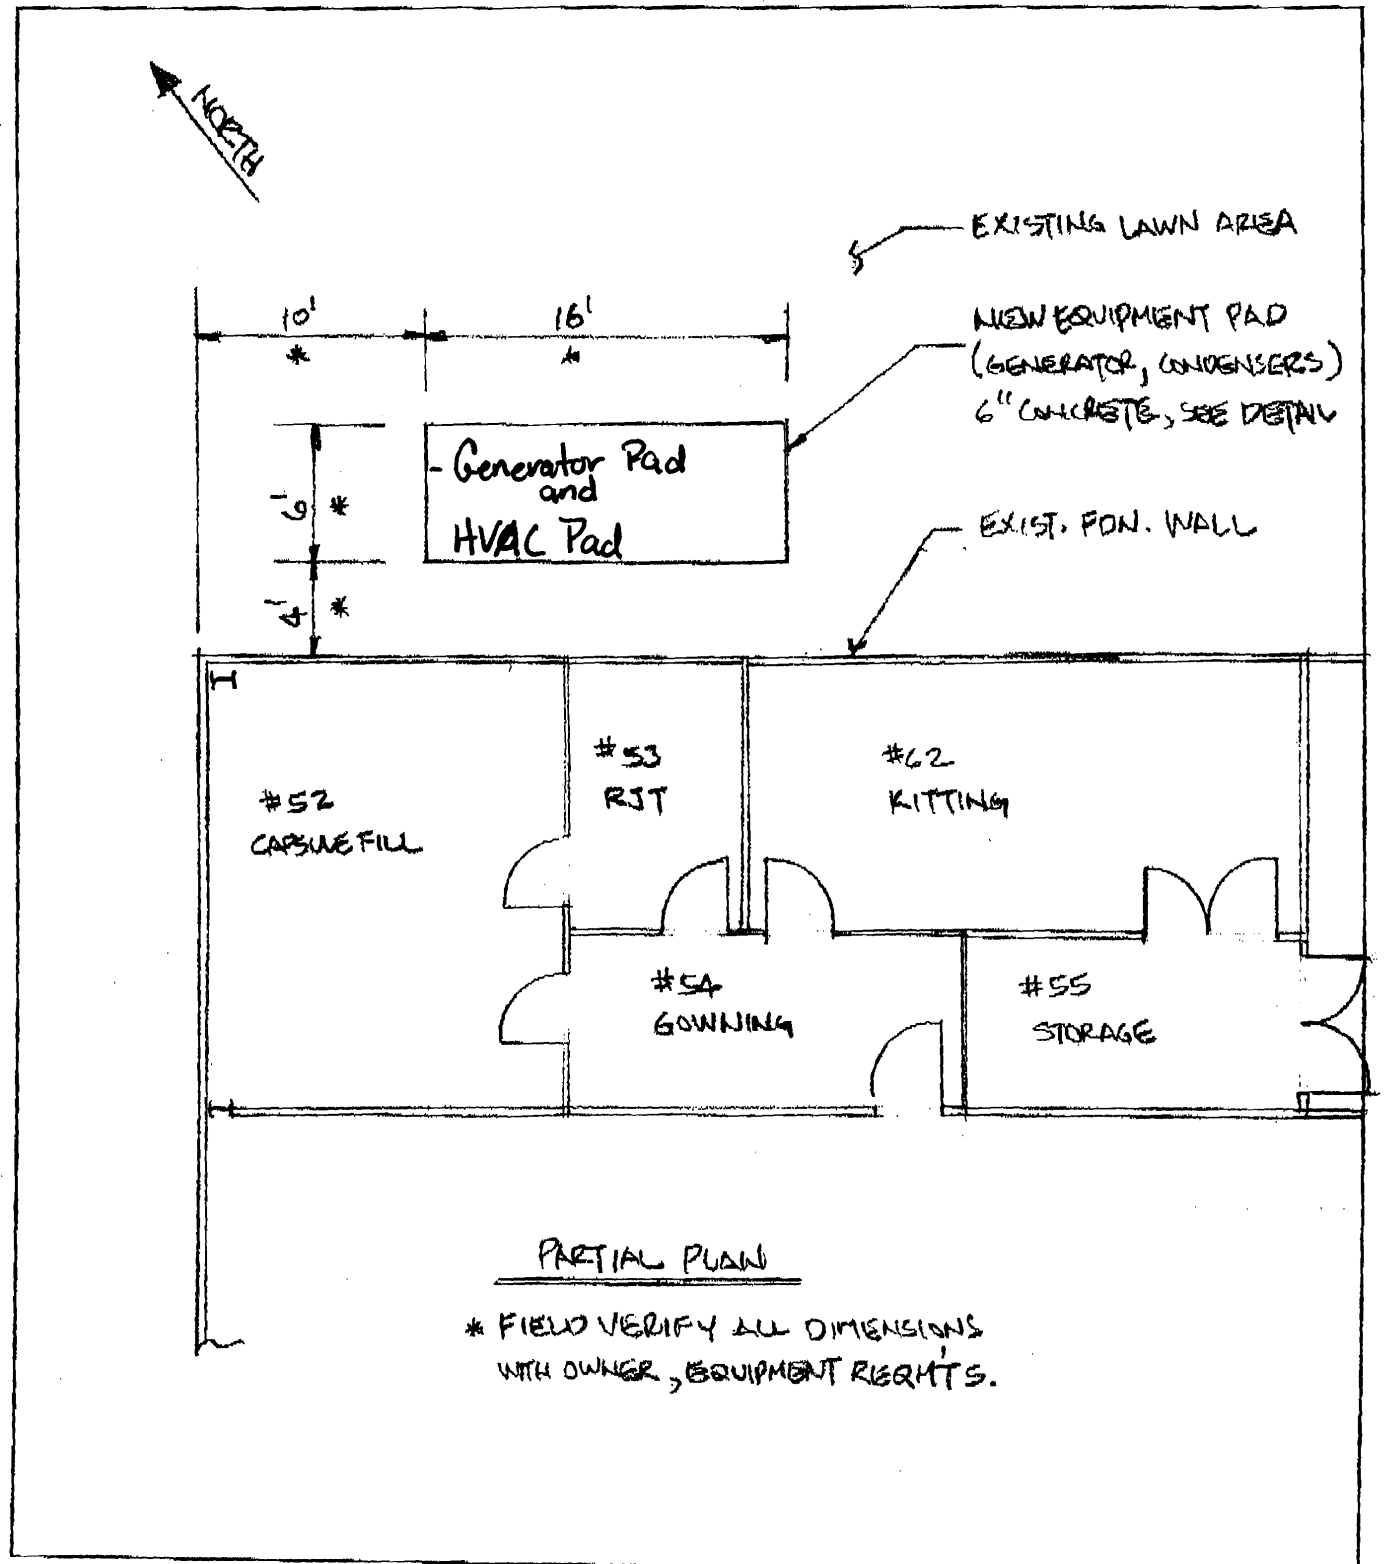 NORTH
EXISTING LAWN AREA
10'
*
16'
*
NEW EQUIPMENT PAD
(GENERATOR, CONDENSERS)
6" CONCRETE, SEE DETAIL
- Generator Pad
and
HVAC Pad
6'
*
4'
*
EXIST. FDN. WALL
#52
CAPSULE FILL
#53
RJT
#62
KITTING
#54
GOWNING
#55
STORAGE
PARTIAL PLAN
* FIELD VERIFY ALL DIMENSIONS
WITH OWNER, EQUIPMENT REQM'TS.